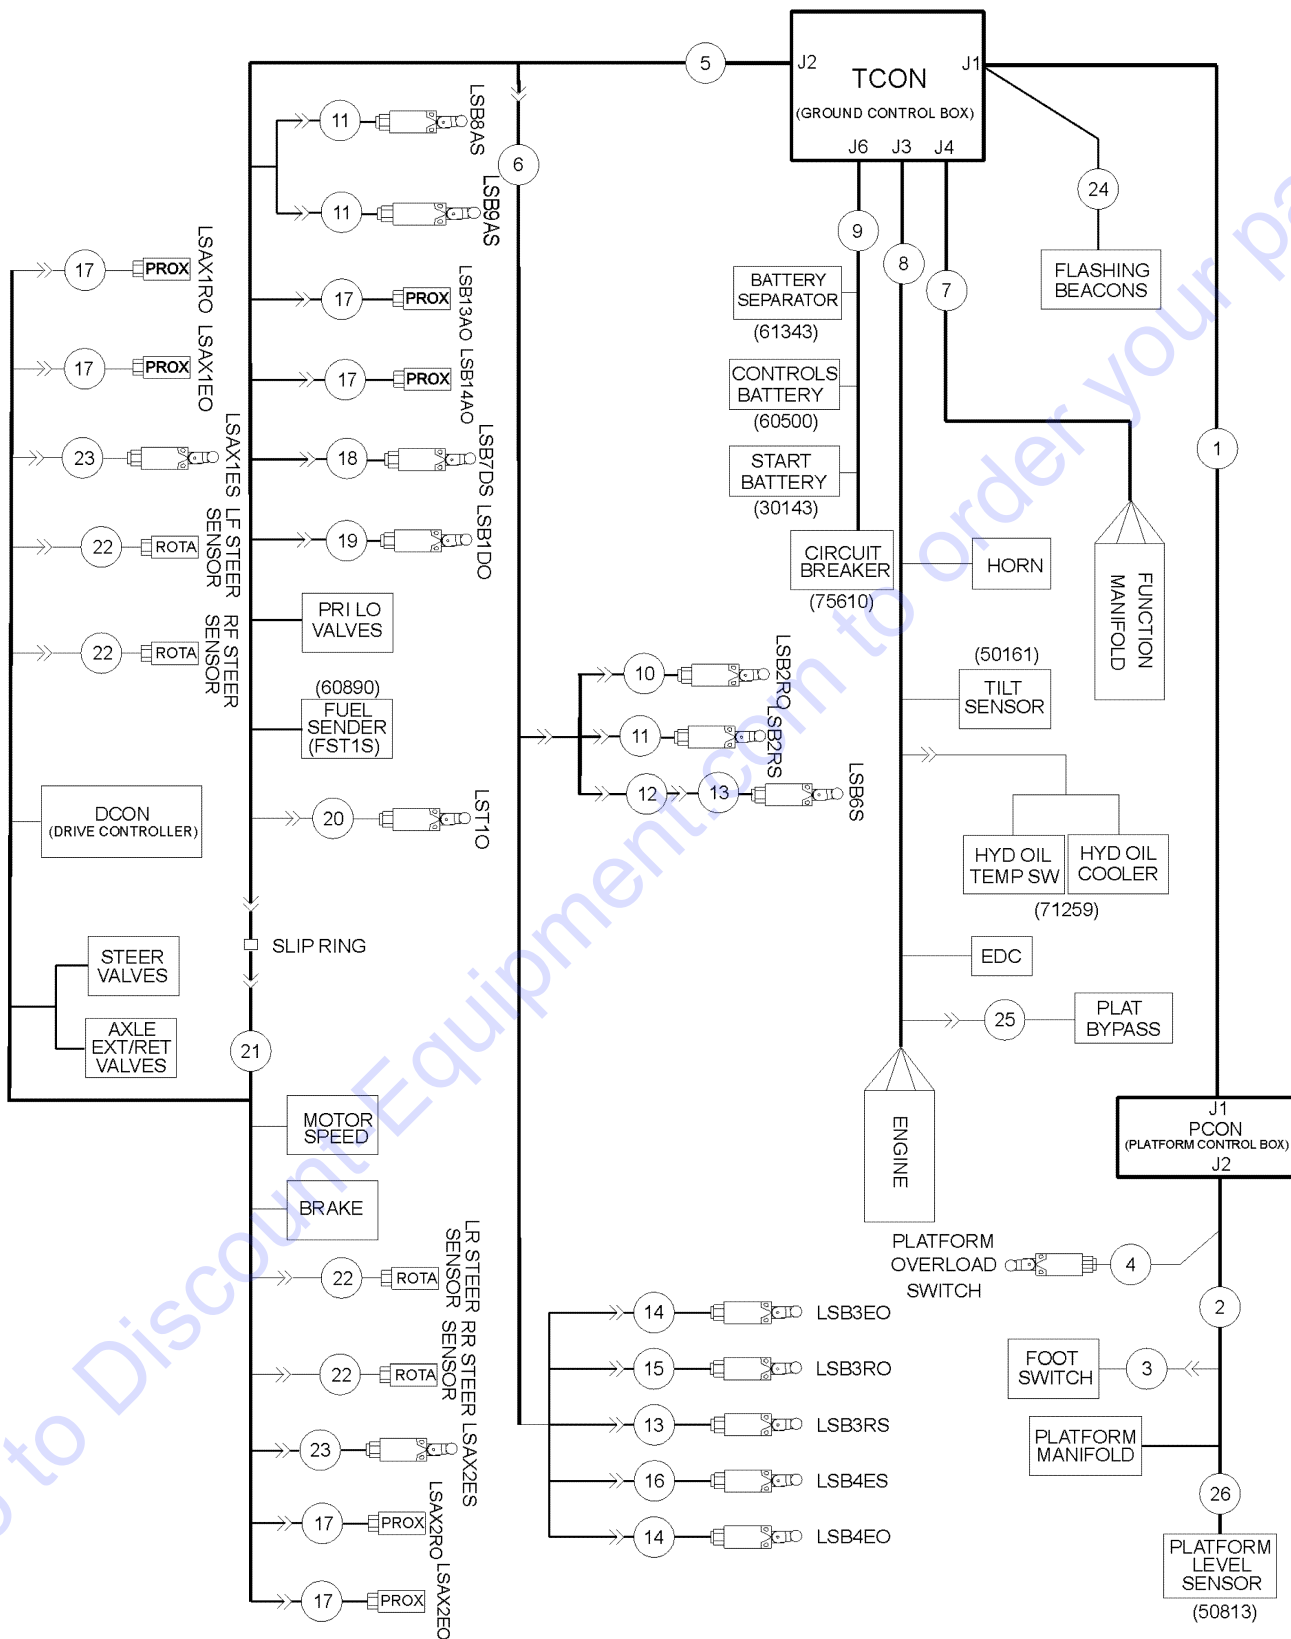 5
J2
TCON
J1
(GROUND CONTROL BOX)
J6
J3
J4
11
LSB8AS
6
11
LSB9AS
24
FLASHING
BEACONS
9
8
7
17
PROX
LSAX1RO
17
PROX
LSB13AO
BATTERY
SEPARATOR
(61343)
17
PROX
LSAX1EO
17
PROX
LSB14AO
CONTROLS
BATTERY
(60500)
1
23
LSAX1ES
18
LSB7DS
START
BATTERY
(30143)
22
ROTA
LF STEER
SENSOR
19
LSB1DO
CIRCUIT
BREAKER
(75610)
HORN
FUNCTION
MANIFOLD
22
ROTA
RF STEER
SENSOR
PRI LO
VALVES
(60890)
FUEL
SENDER
(FST1S)
10
LSB2RO
11
LSB2RS
12
13
LSB6S
(50161)
TILT
SENSOR
DCON
(DRIVE CONTROLLER)
20
LST1O
HYD OIL
TEMP SW
HYD OIL
COOLER
(71259)
SLIP RING
STEER
VALVES
EDC
AXLE
EXT/RET
VALVES
21
25
PLAT
BYPASS
MOTOR
SPEED
ENGINE
J1
PCON
(PLATFORM CONTROL BOX)
J2
BRAKE
PLATFORM
OVERLOAD
SWITCH
4
22
ROTA
LR STEER
SENSOR
14
LSB3EO
2
22
ROTA
RR STEER
SENSOR
15
LSB3RO
FOOT
SWITCH
3
23
LSAX2ES
13
LSB3RS
PLATFORM
MANIFOLD
16
LSB4ES
26
17
PROX
LSAX2RO
14
LSB4EO
PLATFORM
LEVEL
SENSOR
(50813)
17
PROX
LSAX2EO
to Discount-Equipment.com to order your pa